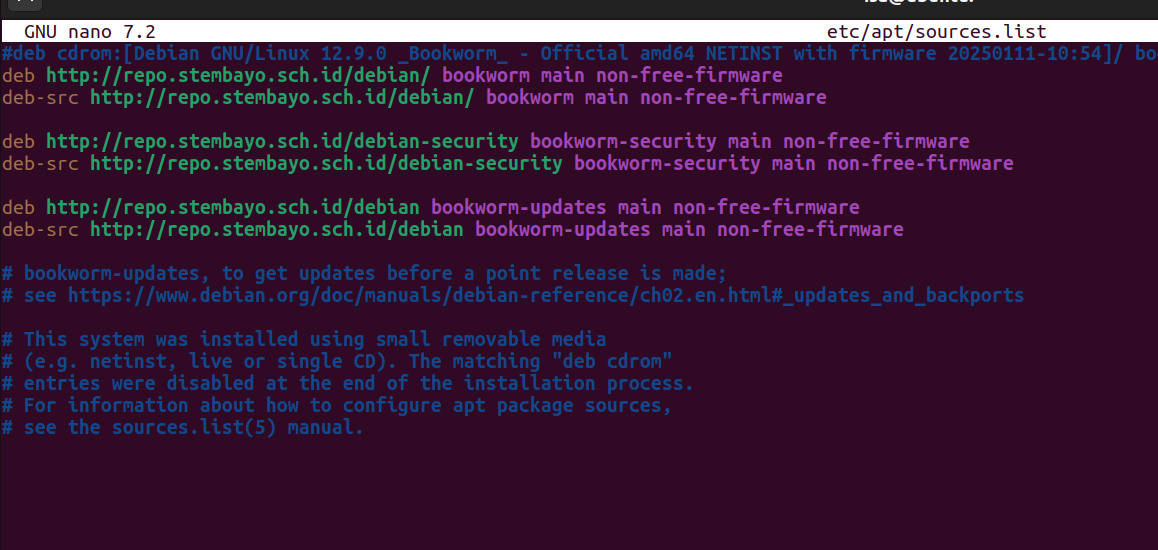 GNU nano 7.2 etc/apt/sources.list
#deb cdrom:[Debian GNU/Linux 12.9.0 _Bookworm_ - Official amd64 NETINST with firmware 20250111-10:54]/ bo
deb http://repo.stembayo.sch.id/debian/ bookworm main non-free-firmware
deb-src http://repo.stembayo.sch.id/debian/ bookworm main non-free-firmware
deb http://repo.stembayo.sch.id/debian-security bookworm-security main non-free-firmware
deb-src http://repo.stembayo.sch.id/debian-security bookworm-security main non-free-firmware
deb http://repo.stembayo.sch.id/debian bookworm-updates main non-free-firmware
deb-src http://repo.stembayo.sch.id/debian bookworm-updates main non-free-firmware
# bookworm-updates, to get updates before a point release is made;
# see https://www.debian.org/doc/manuals/debian-reference/ch02.en.html#_updates_and_backports
# This system was installed using small removable media
# (e.g. netinst, live or single CD). The matching "deb cdrom"
# entries were disabled at the end of the installation process.
# For information about how to configure apt package sources,
# see the sources.list(5) manual.